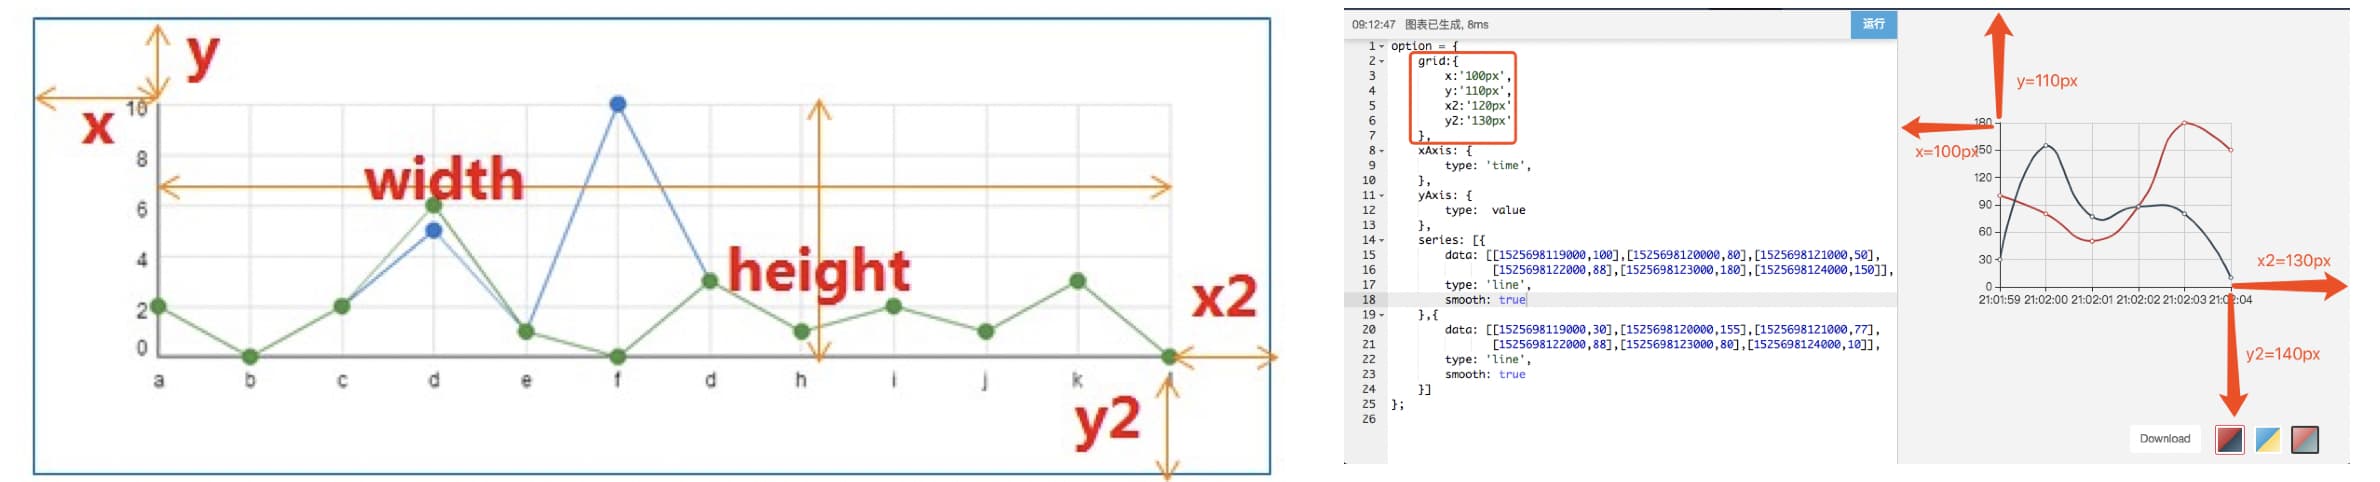 y
x
10
8
6
4
2
0
width
height
x2
y2
a b c d e f d h i j k l
09:12:47 图表已生成, 8ms
运行
1 option = {
2 grid:{
3 x:'100px',
4 y:'110px',
5 x2:'120px'
6 y2:'130px'
7 },
8 xAxis: {
9 type: 'time',
10 },
11 yAxis: {
12 type: value
13 },
14 series: [{
15 data: [[1525698119000,100],[1525698120000,80],[1525698121000,50],
16 [1525698122000,88],[1525698123000,180],[1525698124000,150]],
17 type: 'line',
18 smooth: true
19 },{
20 data: [[1525698119000,30],[1525698120000,155],[1525698121000,77],
21 [1525698122000,88],[1525698123000,80],[1525698124000,10]],
22 type: 'line',
23 smooth: true
24 }]
25 };
26
y=110px
x=100px
180
150
120
90
60
30
0
21:01:59 21:02:00 21:02:01 21:02:02 21:02:03 21:02:04
x2=130px
y2=140px
Download